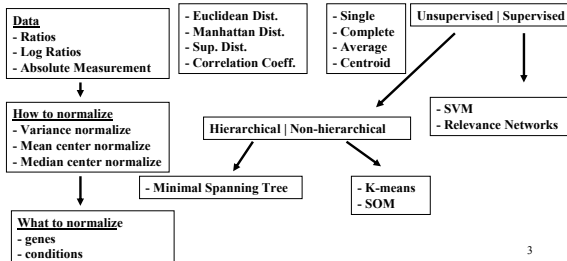 Data
- Ratios
- Log Ratios
- Absolute Measurement
How to normalize
- Variance normalize
- Mean center normalize
- Median center normalize
What to normalize
- genes
- conditions
- Euclidean Dist.
- Manhattan Dist.
- Sup. Dist.
- Correlation Coeff.
- Single
- Complete
- Average
- Centroid
Unsupervised | Supervised
Hierarchical | Non-hierarchical
- SVM
- Relevance Networks
- Minimal Spanning Tree
- K-means
- SOM
3